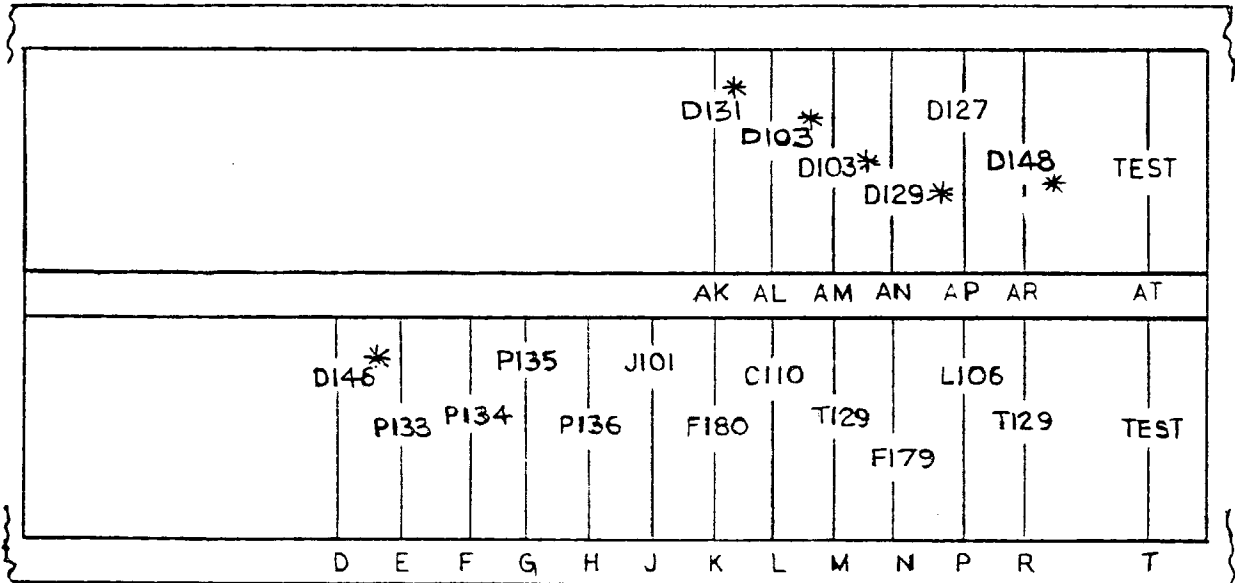 D131* D103* D103* D129* D127 D148* TEST
AK AL AM AN AP AR AT
D146* P133 P134 P135 P136 J101 F180 C110 T129 F179 L106 T129 TEST
D E F G H J K L M N P R T